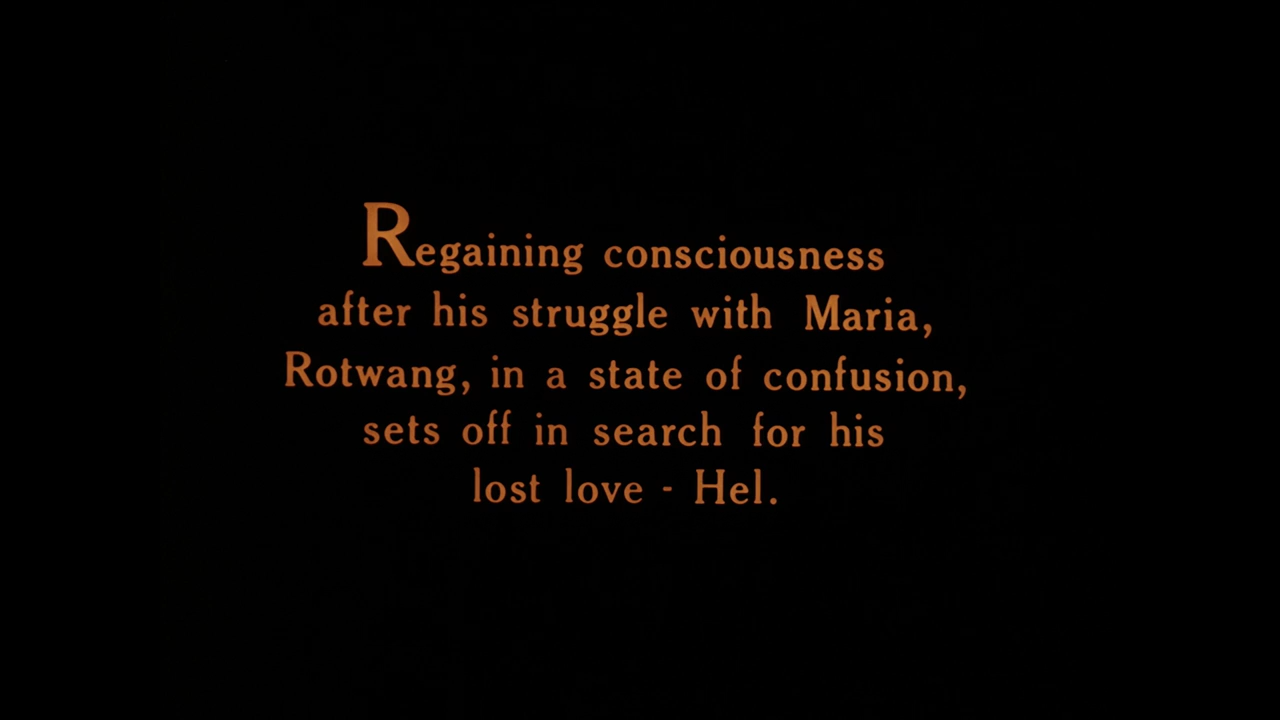 Regaining consciousness
after his struggle with Maria,
Rotwang, in a state of confusion,
sets off in search for his
lost love - Hel.